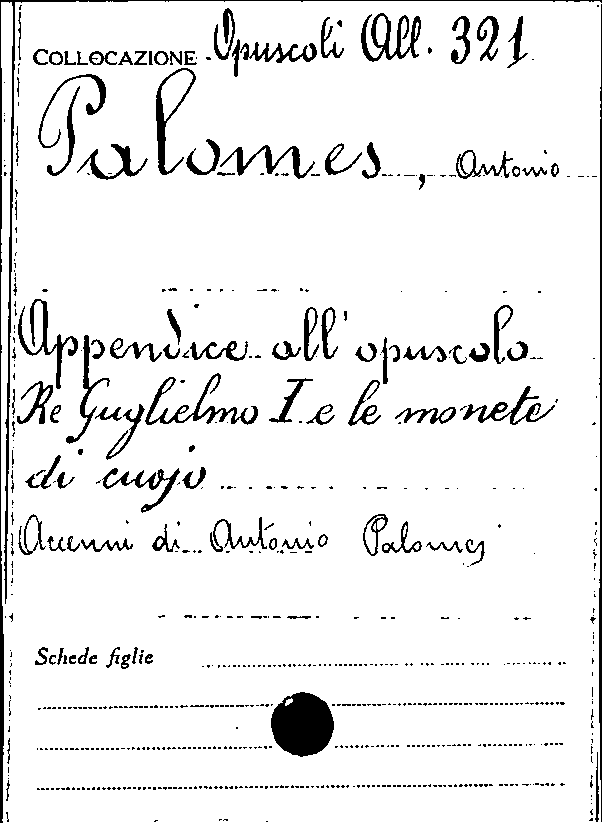 COLLOCAZIONE Opuscoli All. 321
Palomes, Antonio
Appendice all'opuscolo
Re Guglielmo I e le monete
di cuojo
Accenni di Antonio Palomes
Schede figlie